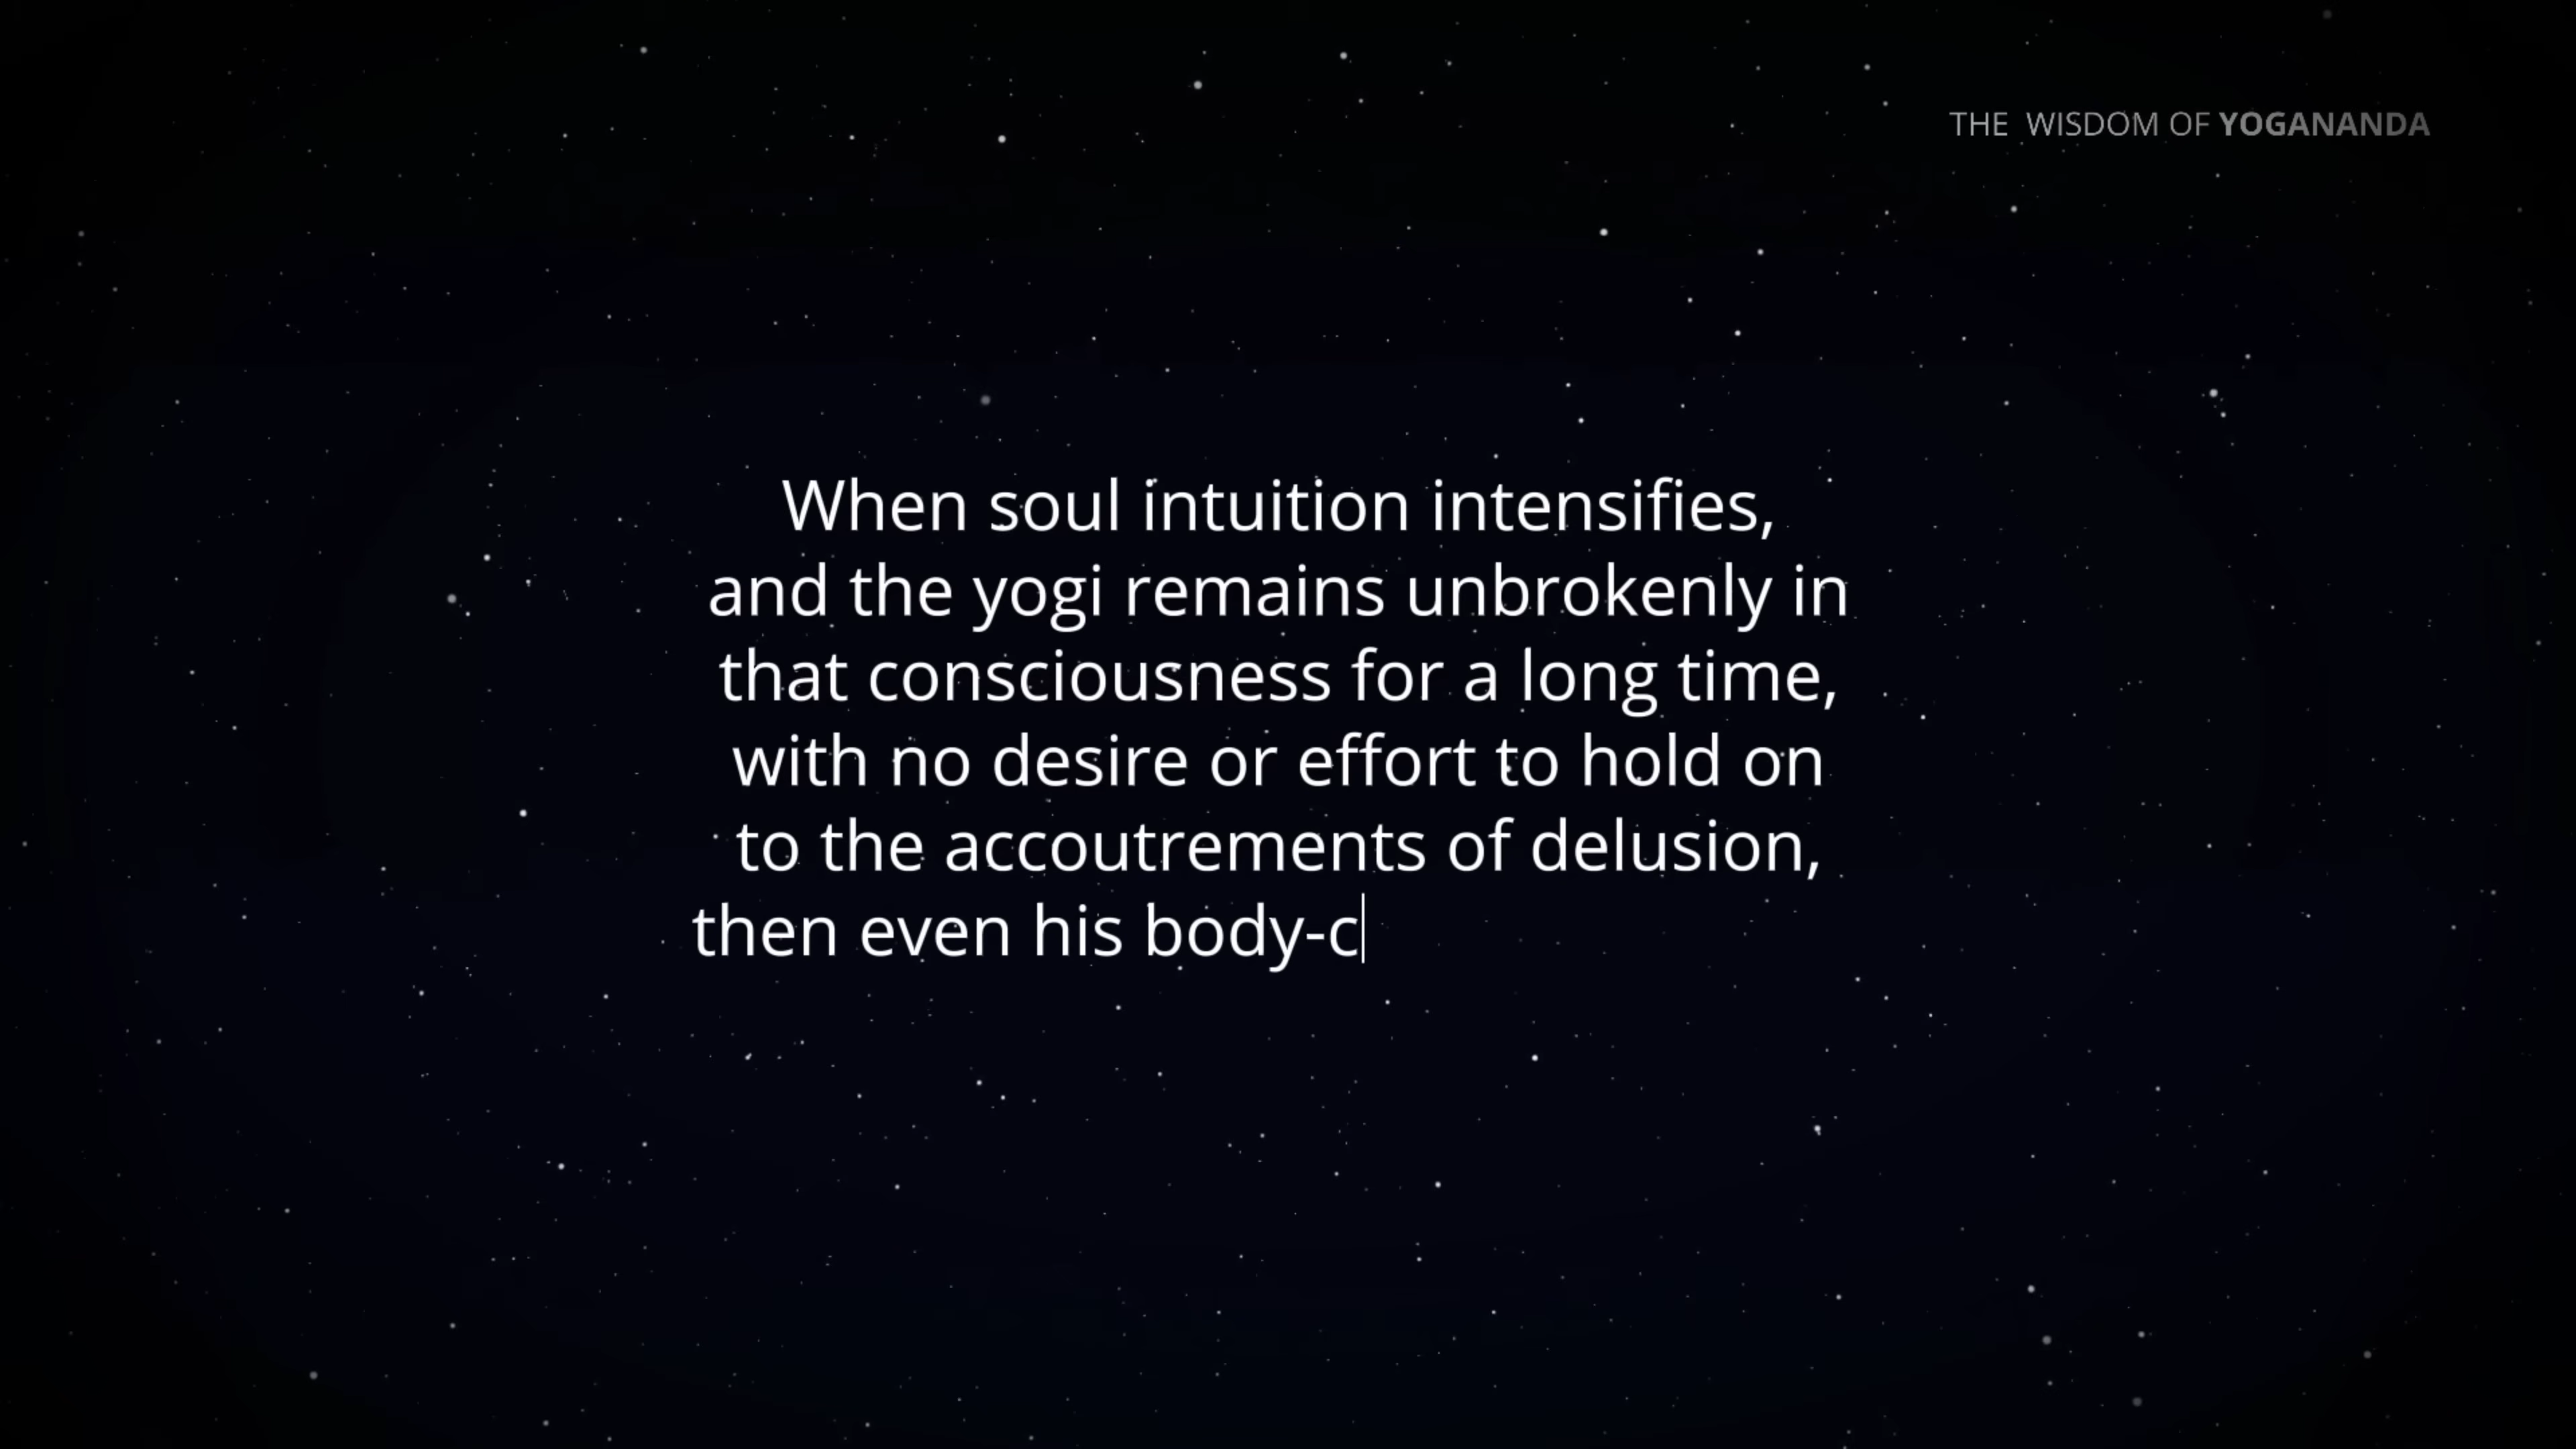 THE WISDOM OF YOGANANDA
When soul intuition intensifies,
and the yogi remains unbrokenly in
that consciousness for a long time,
with no desire or effort to hold on
to the accoutrements of delusion,
then even his body-c